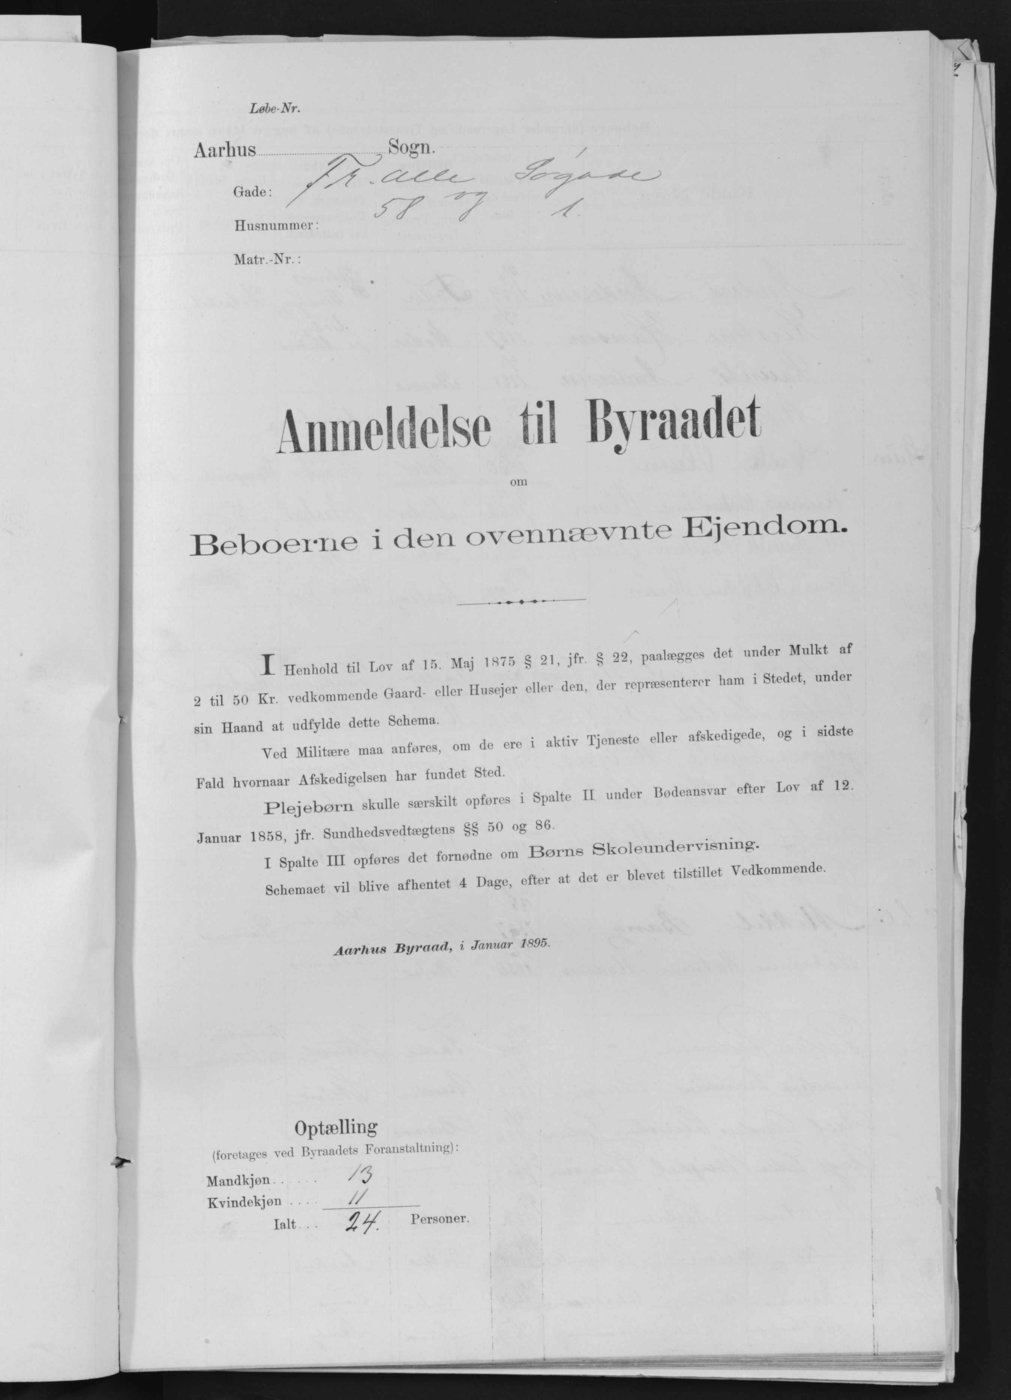 Løbe-Nr.
Aarhus Sogn.
Gade: Fr. Alle Sógade
Husnummer: 58 og 1.
Matr.-Nr.:
Anmeldelse til Byraadet
om
Beboerne i den ovennævnte Ejendom.
I Henhold til Lov af 15. Maj 1875 § 21, jfr. § 22, paalægges det under Mulkt af
2 til 50 Kr. vedkommende Gaard- eller Husejer eller den, der repræsenterer ham i Stedet, under
sin Haand at udfylde dette Schema.
Ved Militære maa anføres, om de ere i aktiv Tjeneste eller afskedigede, og i sidste
Fald hvornaar Afskedigelsen har fundet Sted.
Plejebørn skulle særskilt opføres i Spalte II under Bødeansvar efter Lov af 12.
Januar 1858, jfr. Sundhedsvedtægtens §§ 50 og 86.
I Spalte III opføres det fornødne om Børns Skoleundervisning.
Schemaet vil blive afhentet 4 Dage, efter at det er blevet tilstillet Vedkommende.
Aarhus Byraad, i Januar 1895.
Optælling
(foretages ved Byraadets Foranstaltning):
Mandkjøn...... 13
Kvindekjøn.... 11
Ialt... 24. Personer.